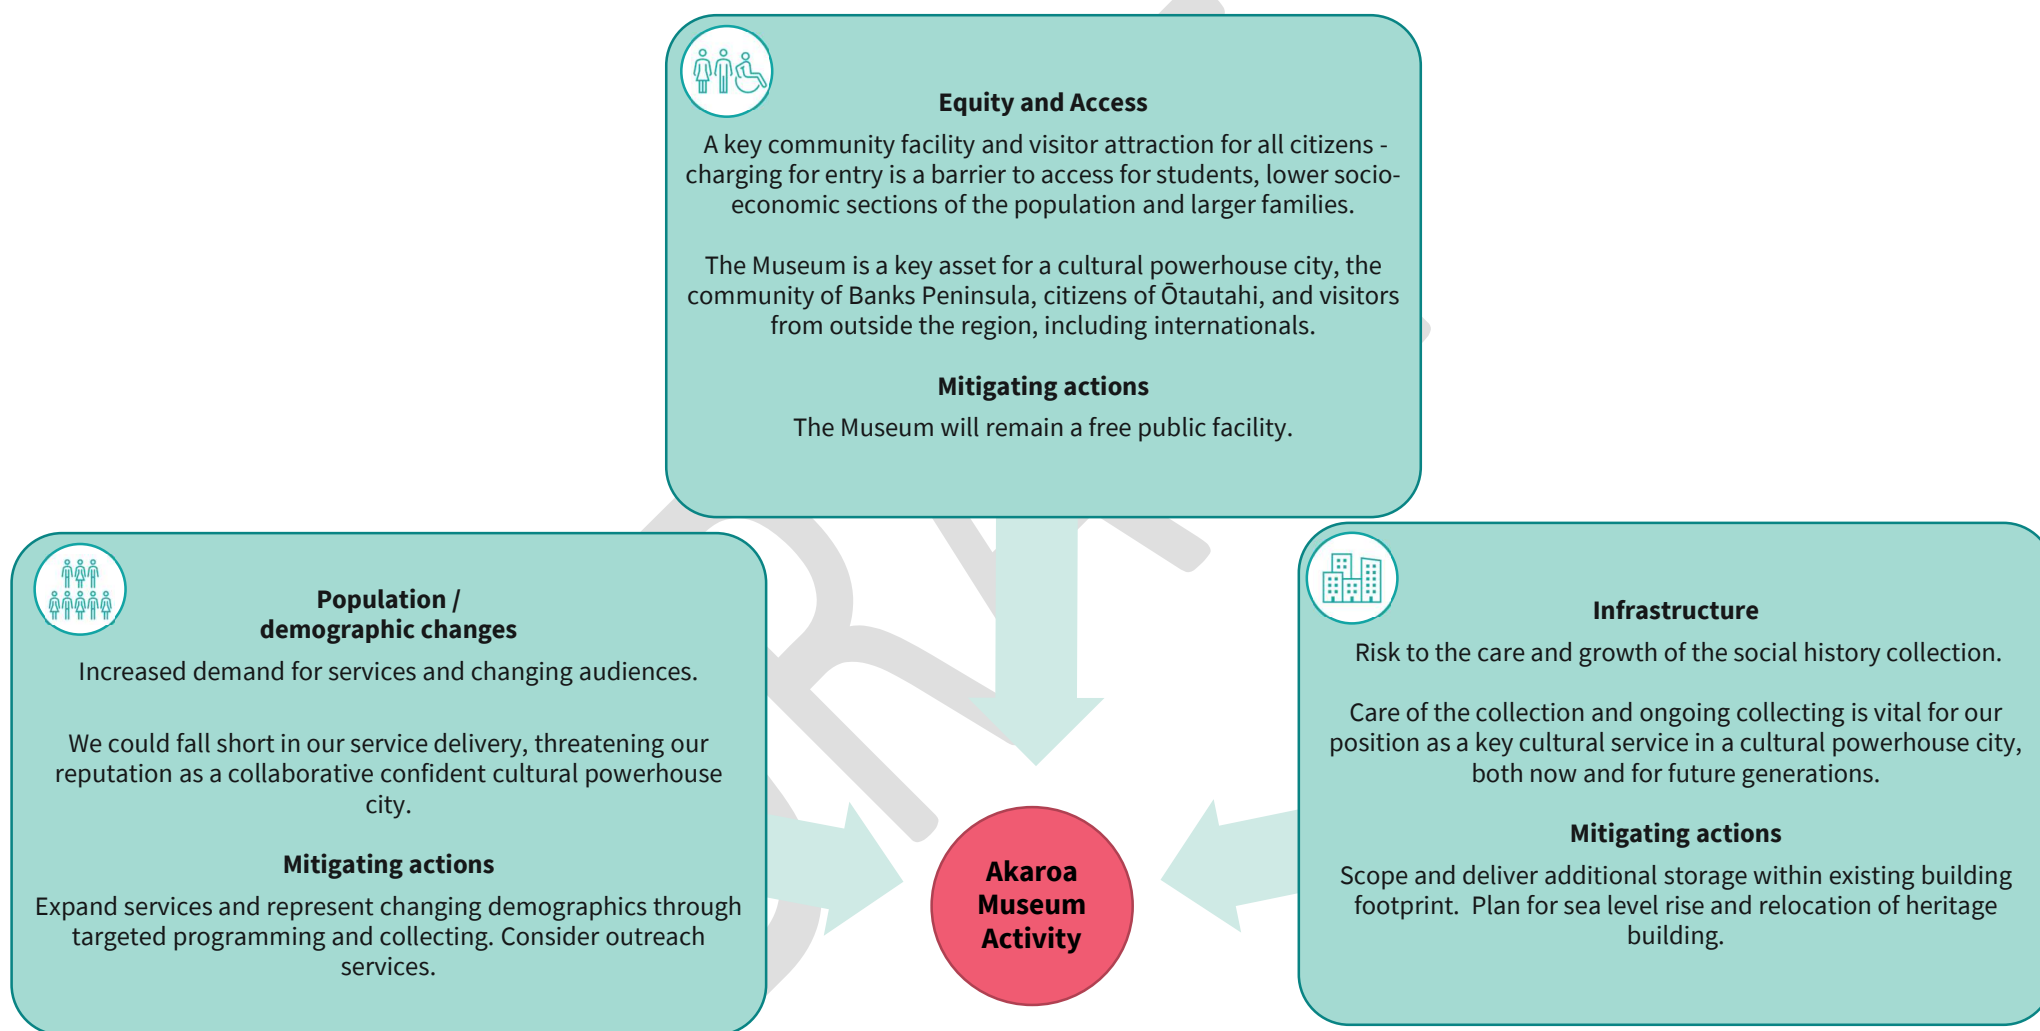 Equity and Access
A key community facility and visitor attraction for all citizens -
charging for entry is a barrier to access for students, lower socio-
economic sections of the population and larger families.
The Museum is a key asset for a cultural powerhouse city, the
community of Banks Peninsula, citizens of Ōtautahi, and visitors
from outside the region, including internationals.
Mitigating actions
The Museum will remain a free public facility.
Population /
demographic changes
Increased demand for services and changing audiences.
We could fall short in our service delivery, threatening our
reputation as a collaborative confident cultural powerhouse
city.
Mitigating actions
Expand services and represent changing demographics through
targeted programming and collecting. Consider outreach
services.
Infrastructure
Risk to the care and growth of the social history collection.
Care of the collection and ongoing collecting is vital for our
position as a key cultural service in a cultural powerhouse city,
both now and for future generations.
Mitigating actions
Scope and deliver additional storage within existing building
footprint.  Plan for sea level rise and relocation of heritage
building.
Akaroa
Museum
Activity